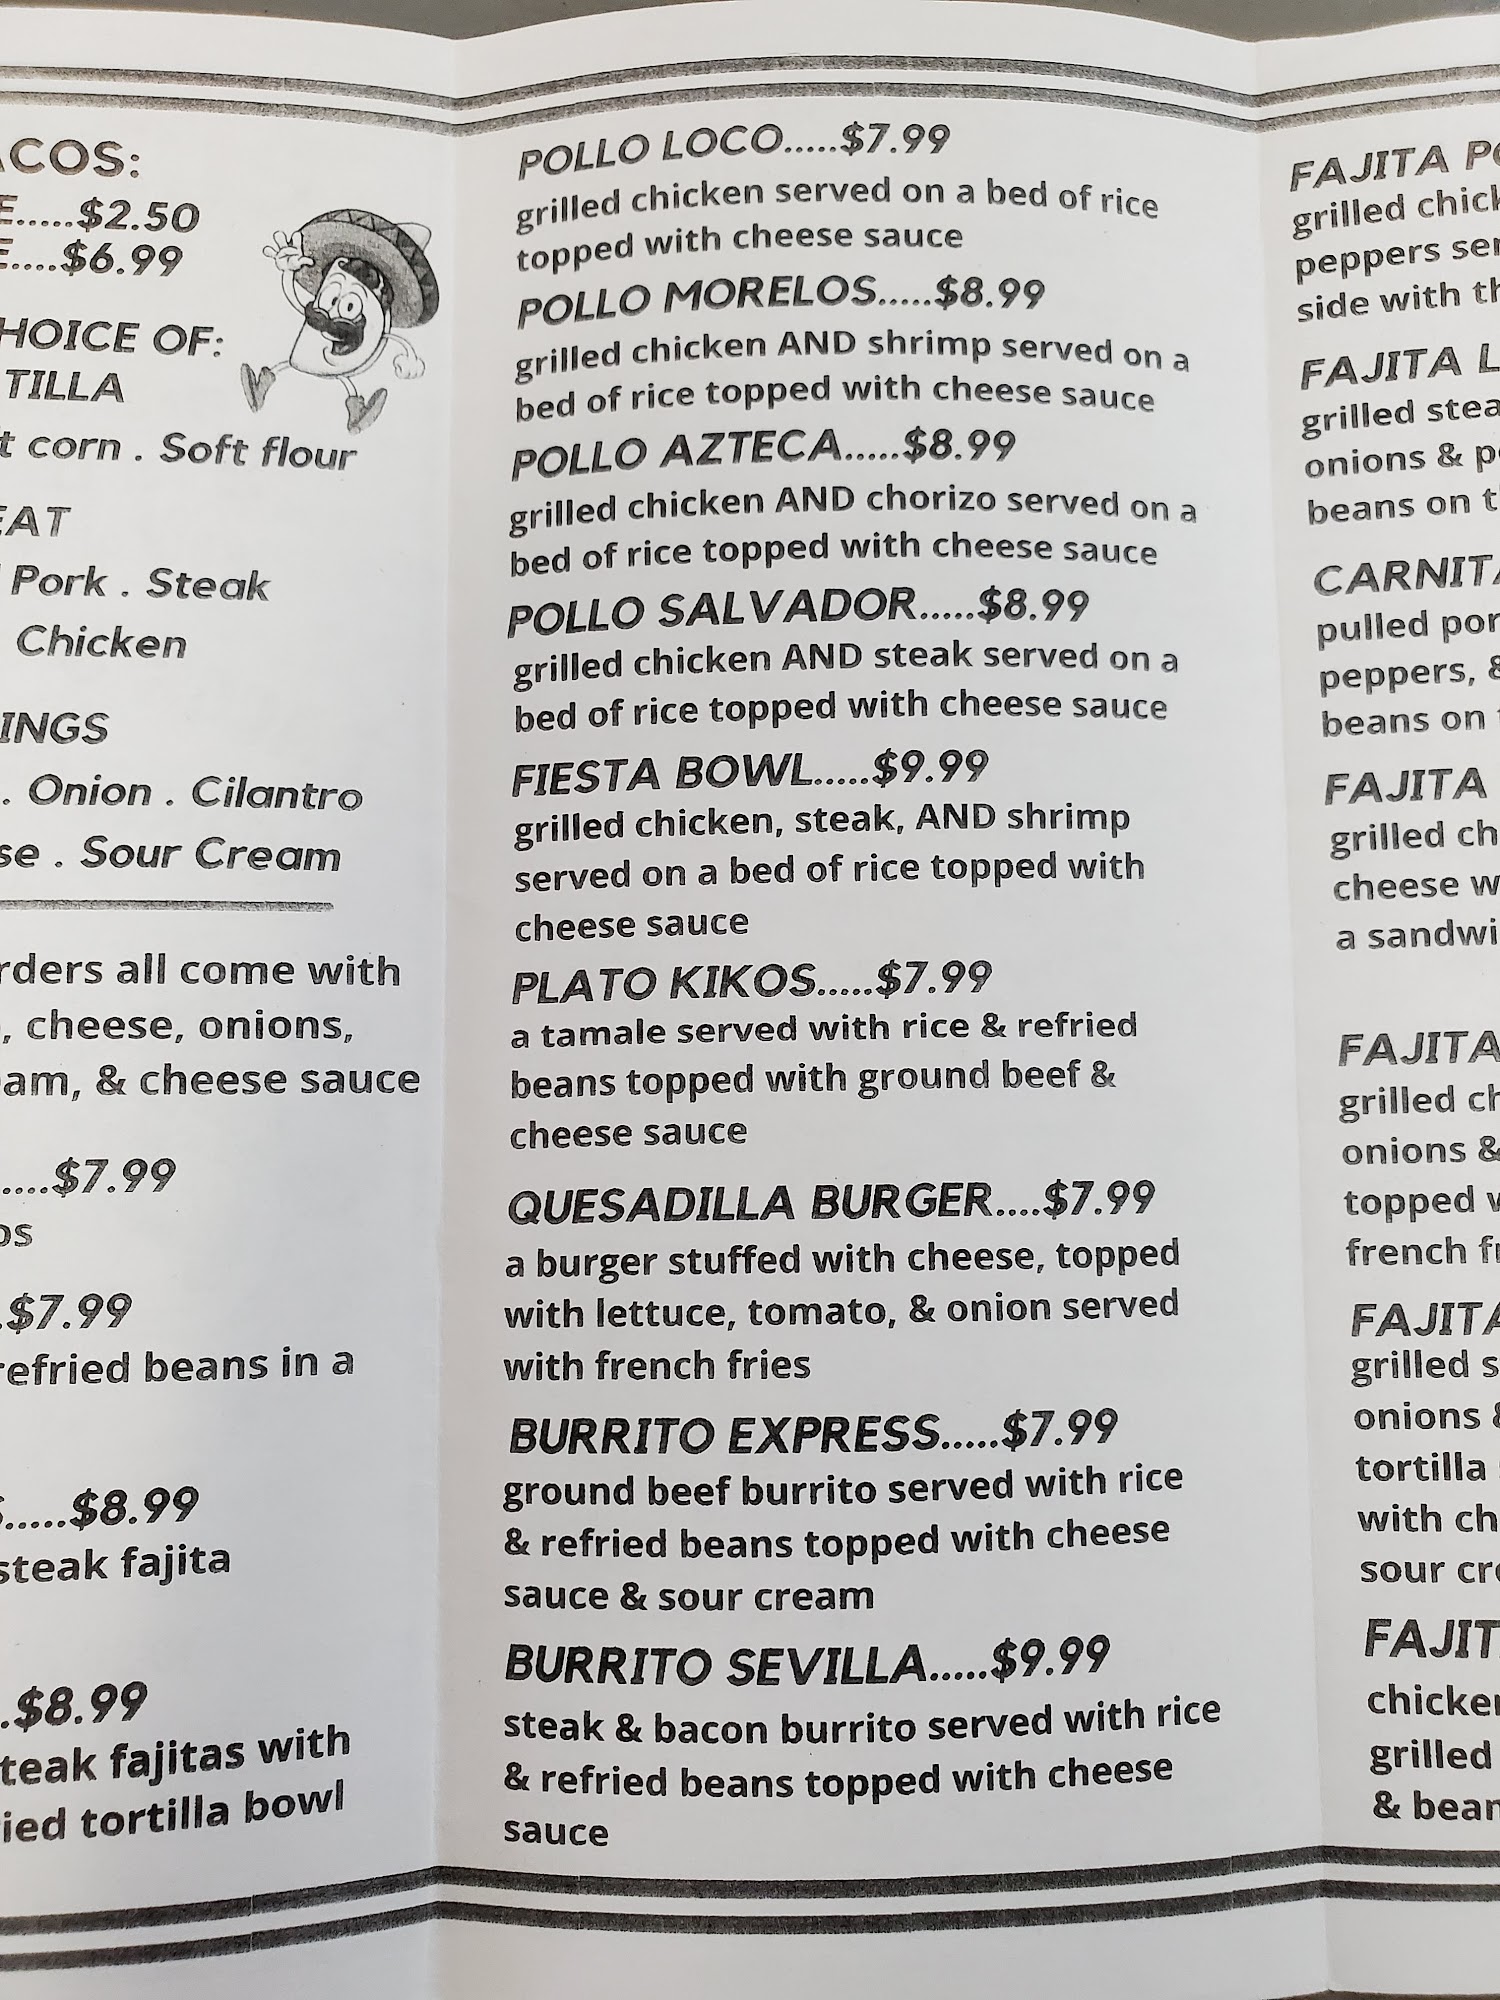 ACOS:
E.....$2.50
E....$6.99
HOICE OF:
TILLA
t corn . Soft flour
EAT
Pork . Steak
Chicken
INGS
. Onion . Cilantro
se . Sour Cream
rders all come with
, cheese, onions,
am, & cheese sauce
.....$7.99
os
.$7.99
refried beans in a
S.....$8.99
steak fajita
.$8.99
teak fajitas with
ied tortilla bowl
POLLO LOCO.....$7.99
grilled chicken served on a bed of rice
topped with cheese sauce
POLLO MORELOS.....$8.99
grilled chicken AND shrimp served on a
bed of rice topped with cheese sauce
POLLO AZTECA.....$8.99
grilled chicken AND chorizo served on a
bed of rice topped with cheese sauce
POLLO SALVADOR.....$8.99
grilled chicken AND steak served on a
bed of rice topped with cheese sauce
FIESTA BOWL.....$9.99
grilled chicken, steak, AND shrimp
served on a bed of rice topped with
cheese sauce
PLATO KIKOS.....$7.99
a tamale served with rice & refried
beans topped with ground beef &
cheese sauce
QUESADILLA BURGER....$7.99
a burger stuffed with cheese, topped
with lettuce, tomato, & onion served
with french fries
BURRITO EXPRESS.....$7.99
ground beef burrito served with rice
& refried beans topped with cheese
sauce & sour cream
BURRITO SEVILLA.....$9.99
steak & bacon burrito served with rice
& refried beans topped with cheese
sauce
FAJITA PO
grilled chick
peppers ser
side with th
FAJITA L
grilled stea
onions & pe
beans on t
CARNITA
pulled por
peppers, &
beans on
FAJITA
grilled ch
cheese w
a sandwi
FAJITA
grilled ch
onions &
topped w
french fr
FAJITA
grilled s
onions &
tortilla
with ch
sour cre
FAJIT
chicken
grilled
& bean